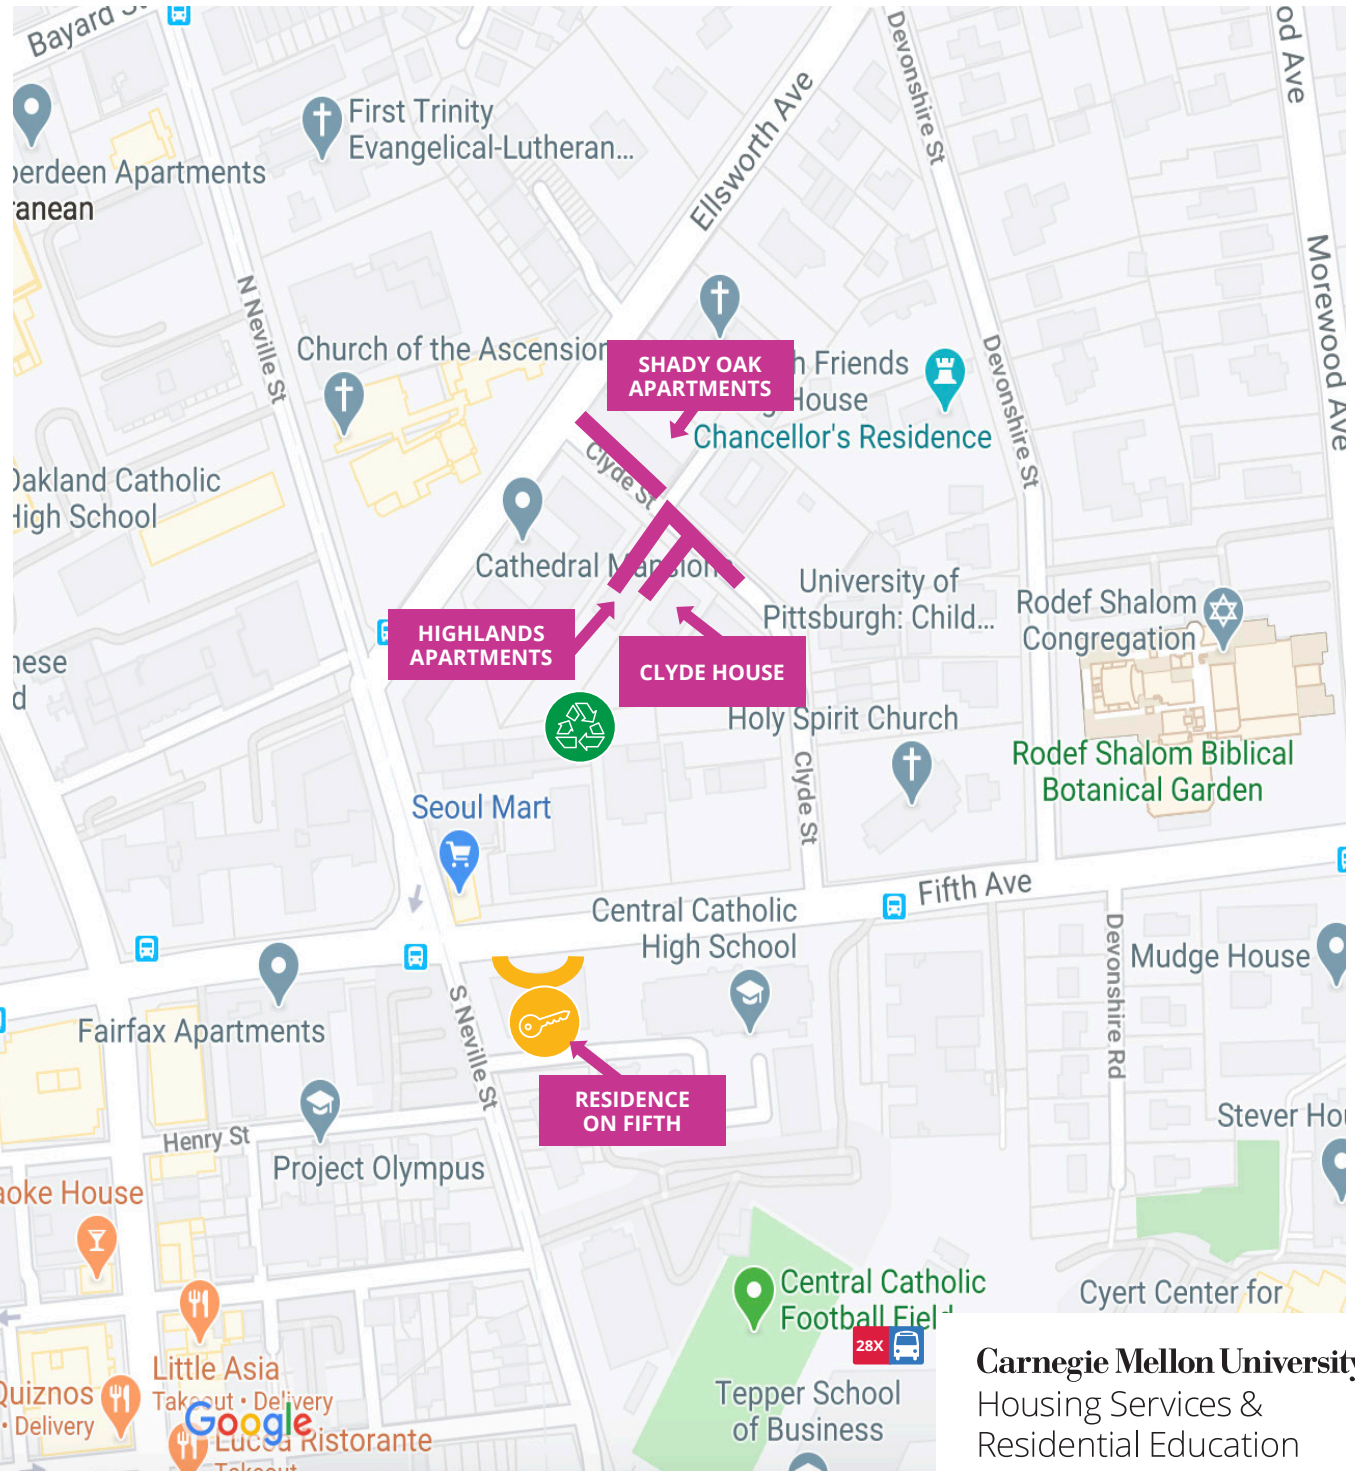 Bayard St
First Trinity
Evangelical-Lutheran...
Ellsworth Ave
Devonshire St
od Ave
Morewood Ave
perdeen Apartments
ranean
N Neville St
Church of the Ascension
SHADY OAK
APARTMENTS
h Friends
House
Chancellor's Residence
Devonshire St
Oakland Catholic
High School
Clyde St
Cathedral Mansions
University of
Pittsburgh: Child...
Rodef Shalom
Congregation
HIGHLANDS
APARTMENTS
CLYDE HOUSE
nese
d
Holy Spirit Church
Rodef Shalom Biblical
Botanical Garden
Clyde St
Seoul Mart
Fifth Ave
Central Catholic
High School
Mudge House
Devonshire Rd
S Neville St
Fairfax Apartments
RESIDENCE
ON FIFTH
Stever Hou
Henry St
Project Olympus
aoke House
Central Catholic
Football Field
28X
Cyert Center for
Little Asia
Takeout • Delivery
Quiznos
• Delivery
Google
Lucca Ristorante
Takeout
Tepper School
of Business
Carnegie Mellon University
Housing Services &
Residential Education